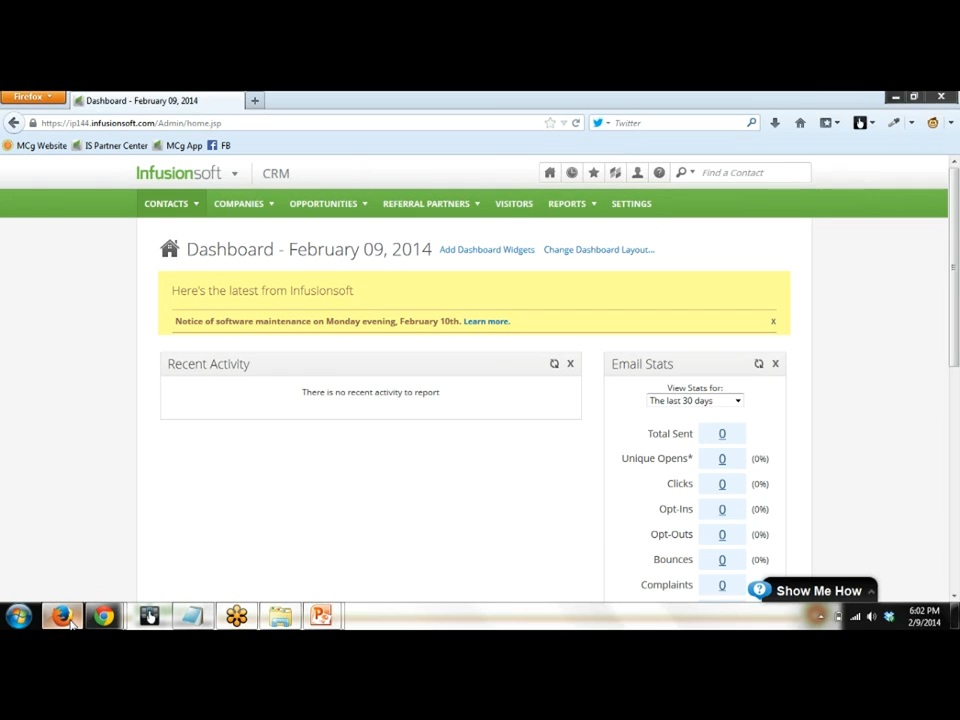 Firefox
Dashboard - February 09, 2014
https://ip144.infusionsoft.com/Admin/home.jsp
Twitter
MCg Website
IS Partner Center
MCg App
FB
Infusionsoft
CRM
Find a Contact
CONTACTS
COMPANIES
OPPORTUNITIES
REFERRAL PARTNERS
VISITORS
REPORTS
SETTINGS
Dashboard - February 09, 2014
Add Dashboard Widgets
Change Dashboard Layout...
Here's the latest from Infusionsoft
Notice of software maintenance on Monday evening, February 10th. Learn more.
x
Recent Activity
X
There is no recent activity to report
Email Stats
X
View Stats for:
The last 30 days
Total Sent 0
Unique Opens* 0 (0%)
Clicks 0 (0%)
Opt-Ins 0 (0%)
Opt-Outs 0 (0%)
Bounces 0 (0%)
Complaints 0
Show Me How
6:02 PM
2/9/2014